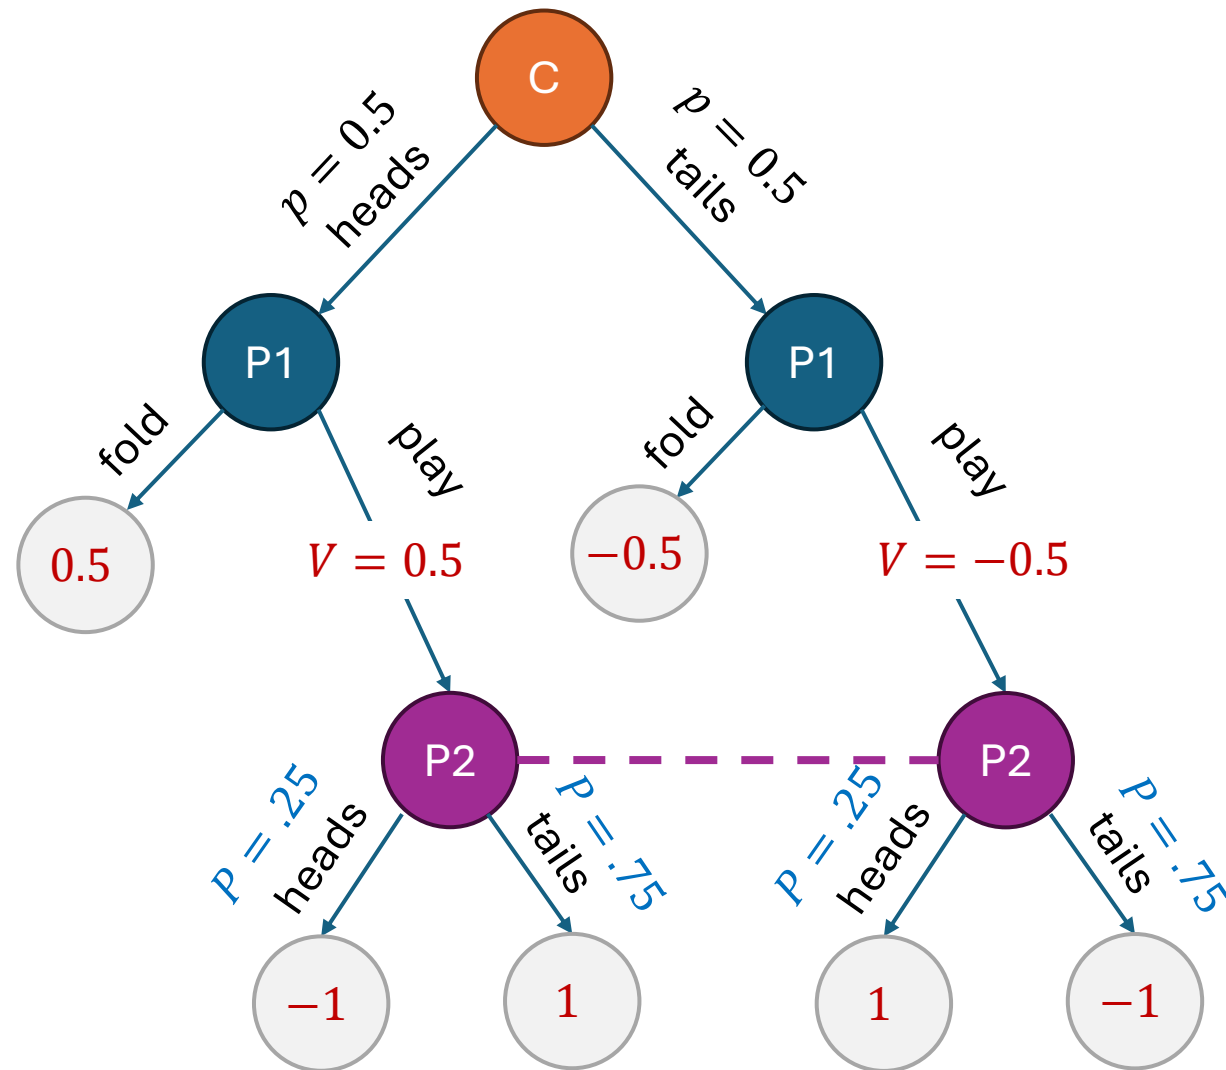 C
p = 0.5
heads
p = 0.5
tails
P1
P1
fold
play
fold
play
0.5
V = 0.5
−0.5
V = −0.5
P2
P2
P = .25
heads
P = .75
tails
P = .25
heads
P = .75
tails
−1
1
1
−1